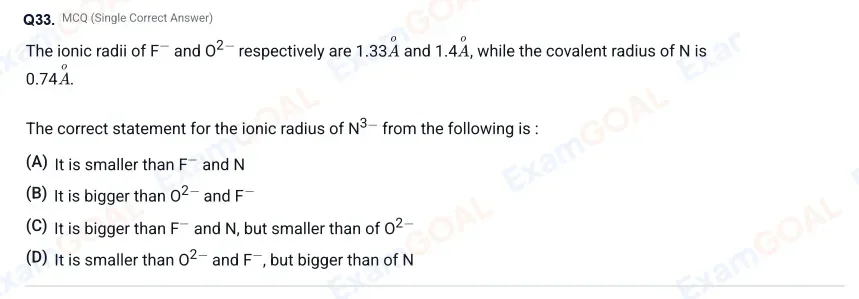 Q33. MCQ (Single Correct Answer)
The ionic radii of F⁻ and O²⁻ respectively are 1.33Å and 1.4Å, while the covalent radius of N is
0.74Å.
The correct statement for the ionic radius of N³⁻ from the following is :
(A) It is smaller than F⁻ and N
(B) It is bigger than O²⁻ and F⁻
(C) It is bigger than F⁻ and N, but smaller than of O²⁻
(D) It is smaller than O²⁻ and F⁻, but bigger than of N
ExamGOAL